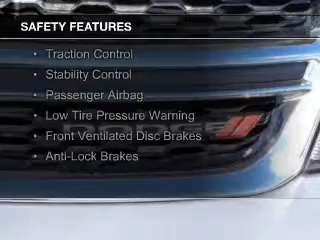 SAFETY FEATURES
• Traction Control
• Stability Control
• Passenger Airbag
• Low Tire Pressure Warning
• Front Ventilated Disc Brakes
• Anti-Lock Brakes